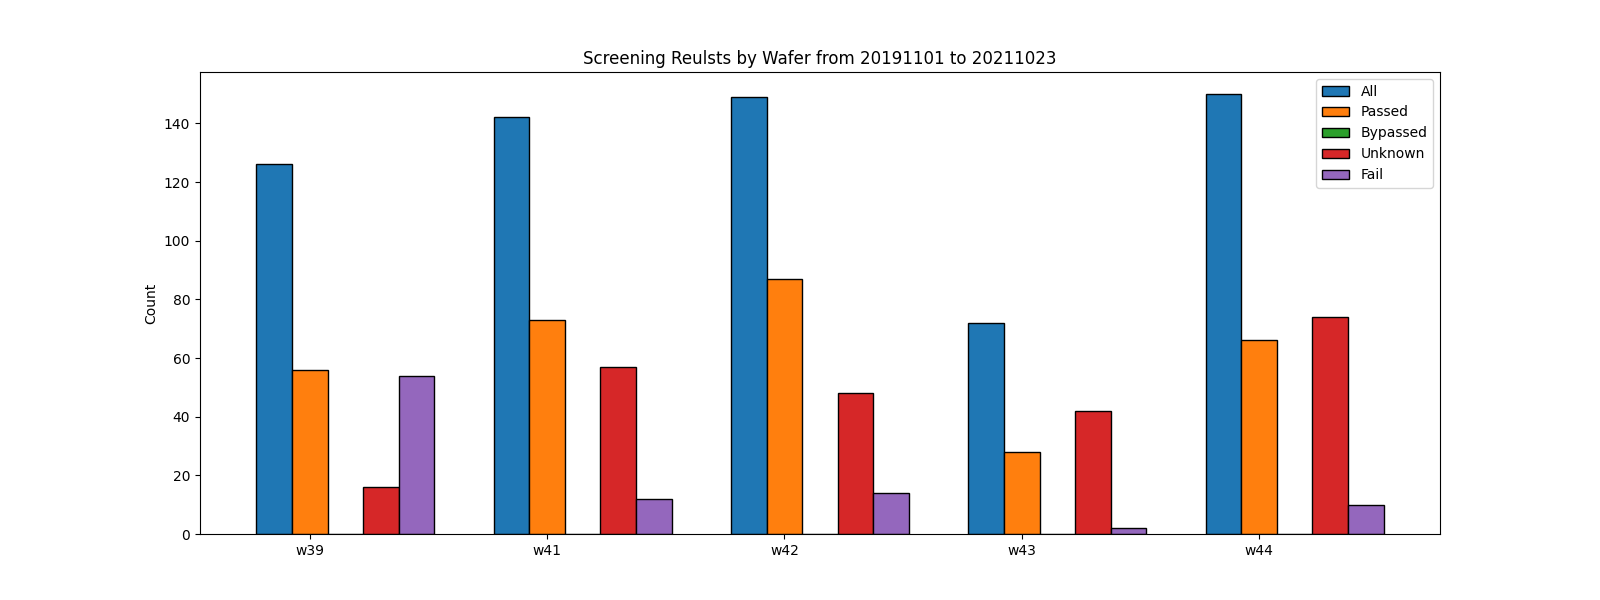 Screening Reulsts by Wafer from 20191101 to 20211023
All
Passed
Bypassed
Unknown
Fail
Count
140
120
100
80
60
40
20
0
w39
w41
w42
w43
w44